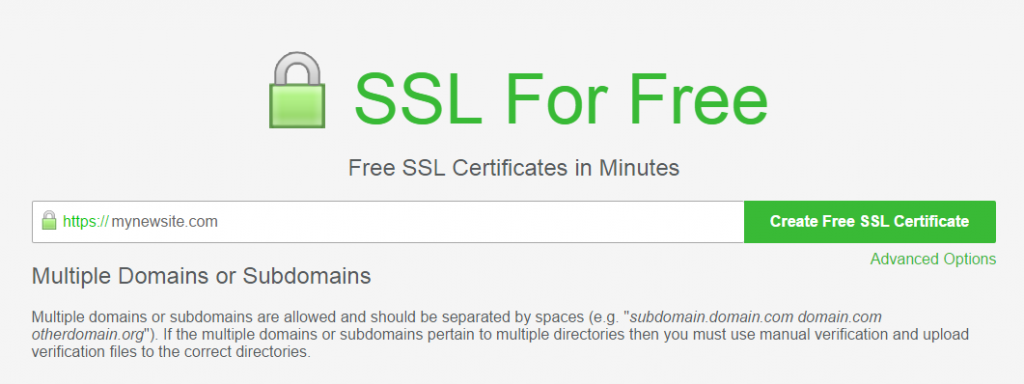 SSL For Free
Free SSL Certificates in Minutes
https:// mynewsite.com
Create Free SSL Certificate
Advanced Options
Multiple Domains or Subdomains
Multiple domains or subdomains are allowed and should be separated by spaces (e.g. "subdomain.domain.com domain.com
otherdomain.org"). If the multiple domains or subdomains pertain to multiple directories then you must use manual verification and upload
verification files to the correct directories.